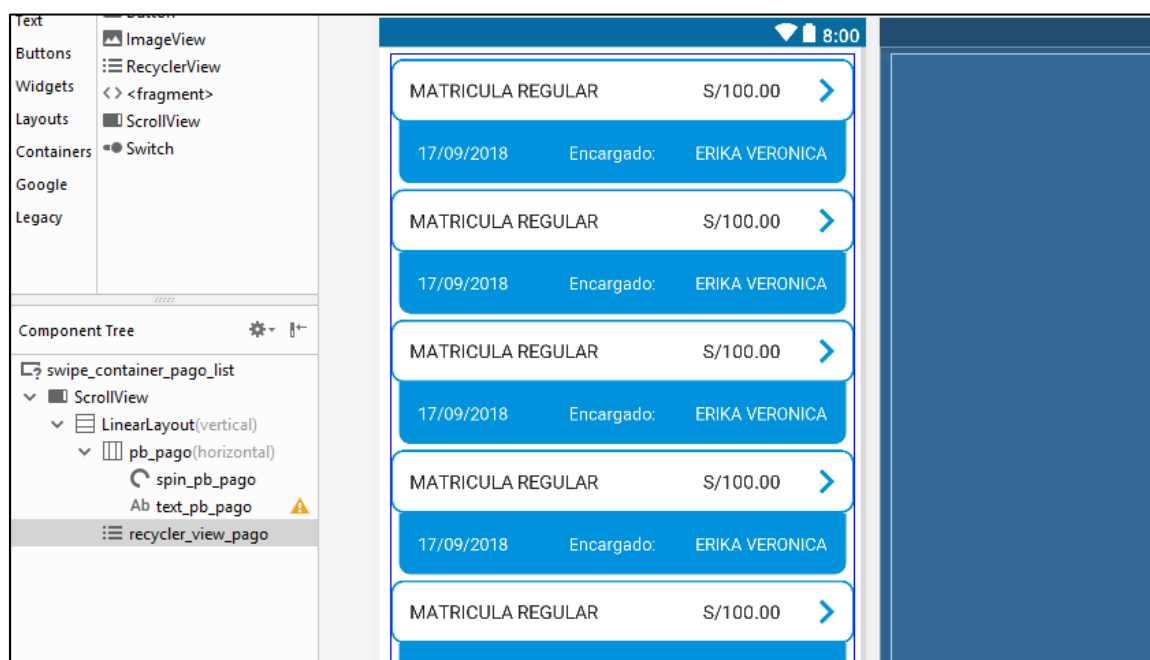 Text
Buttons
Widgets
Layouts
Containers
Google
Legacy
Button
ImageView
RecyclerView
<fragment>
ScrollView
Switch
Component Tree
swipe_container_pago_list
ScrollView
LinearLayout(vertical)
pb_pago(horizontal)
spin_pb_pago
Ab text_pb_pago
recycler_view_pago
8:00
MATRICULA REGULAR S/100.00
17/09/2018 Encargado: ERIKA VERONICA
MATRICULA REGULAR S/100.00
17/09/2018 Encargado: ERIKA VERONICA
MATRICULA REGULAR S/100.00
17/09/2018 Encargado: ERIKA VERONICA
MATRICULA REGULAR S/100.00
17/09/2018 Encargado: ERIKA VERONICA
MATRICULA REGULAR S/100.00